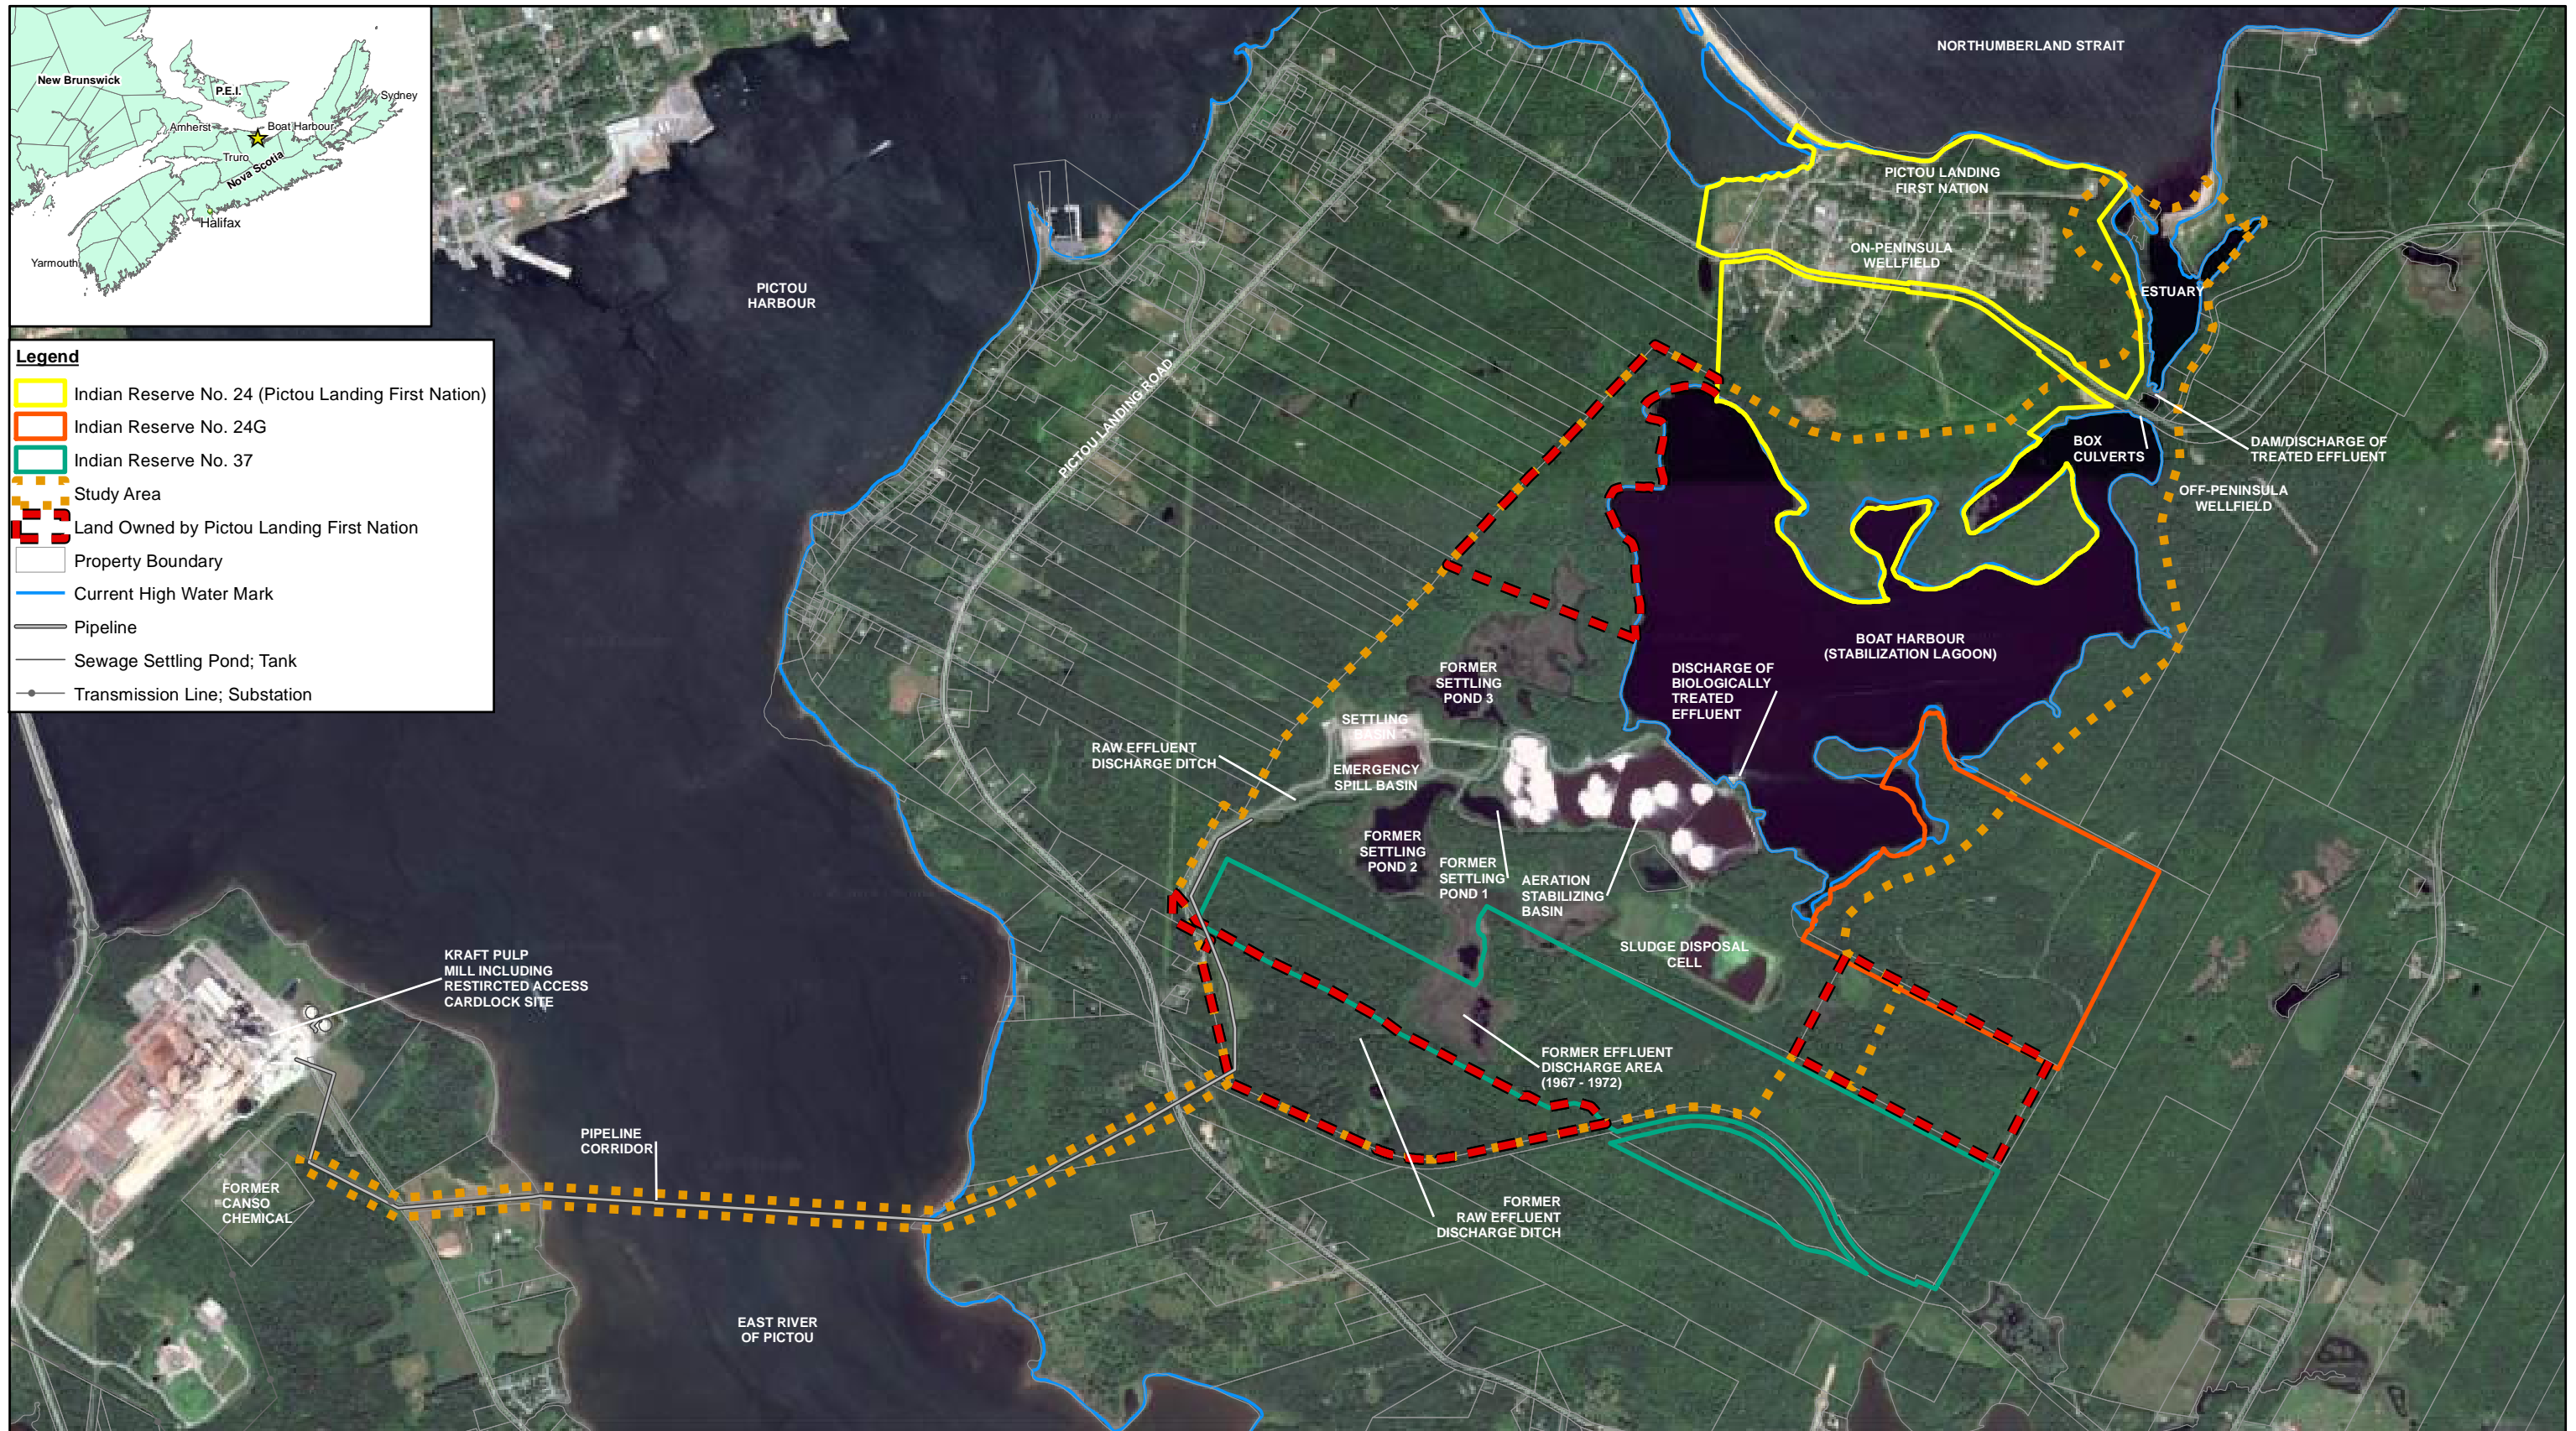 New Brunswick
P.E.I.
Sydney
Amherst
Boat Harbour
Truro
Nova Scotia
Halifax
Yarmouth
Legend
Indian Reserve No. 24 (Pictou Landing First Nation)
Indian Reserve No. 24G
Indian Reserve No. 37
Study Area
Land Owned by Pictou Landing First Nation
Property Boundary
Current High Water Mark
Pipeline
Sewage Settling Pond; Tank
Transmission Line; Substation
NORTHUMBERLAND STRAIT
PICTOU LANDING
FIRST NATION
ON-PENINSULA
WELLFIELD
ESTUARY
PICTOU
HARBOUR
PICTOU LANDING ROAD
BOX
CULVERTS
DAM/DISCHARGE OF
TREATED EFFLUENT
OFF-PENINSULA
WELLFIELD
BOAT HARBOUR
(STABILIZATION LAGOON)
DISCHARGE OF
BIOLOGICALLY
TREATED
EFFLUENT
FORMER
SETTLING
POND 3
SETTLING
BASIN
RAW EFFLUENT
DISCHARGE DITCH
EMERGENCY
SPILL BASIN
FORMER
SETTLING
POND 2
FORMER
SETTLING
POND 1
AERATION
STABILIZING
BASIN
SLUDGE DISPOSAL
CELL
KRAFT PULP
MILL INCLUDING
RESTIRCTED ACCESS
CARDLOCK SITE
FORMER EFFLUENT
DISCHARGE AREA
(1967 - 1972)
PIPELINE
CORRIDOR
FORMER
CANSO
CHEMICAL
FORMER
RAW EFFLUENT
DISCHARGE DITCH
EAST RIVER
OF PICTOU